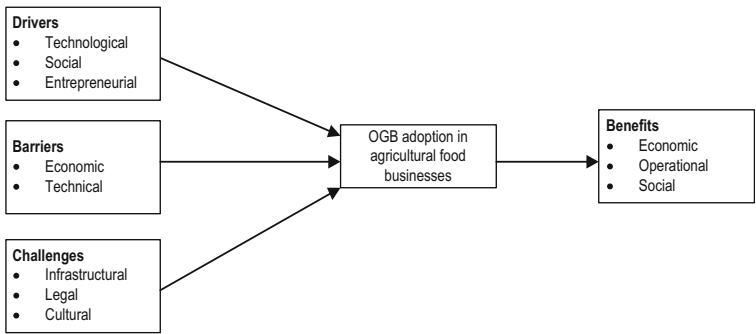 Drivers
● Technological
● Social
● Entrepreneurial
Barriers
● Economic
● Technical
Challenges
● Infrastructural
● Legal
● Cultural
OGB adoption in
agricultural food
businesses
Benefits
● Economic
● Operational
● Social